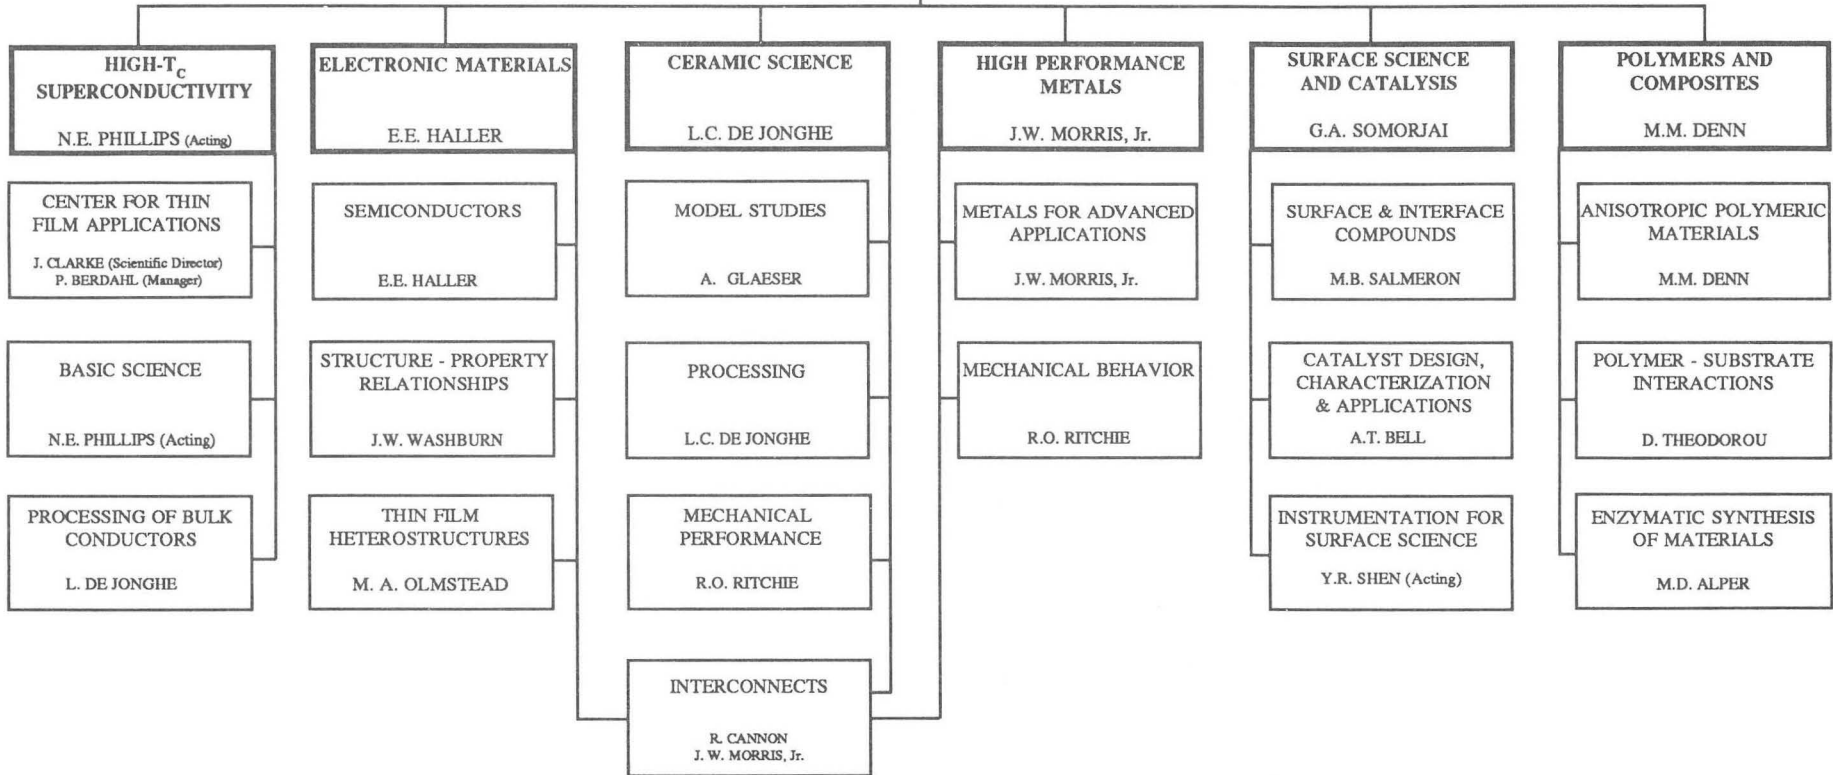 HIGH-TC
SUPERCONDUCTIVITY
N.E. PHILLIPS (Acting)
ELECTRONIC MATERIALS
E.E. HALLER
CERAMIC SCIENCE
L.C. DE JONGHE
HIGH PERFORMANCE
METALS
J.W. MORRIS, Jr.
SURFACE SCIENCE
AND CATALYSIS
G.A. SOMORJAI
POLYMERS AND
COMPOSITES
M.M. DENN
CENTER FOR THIN
FILM APPLICATIONS
J. CLARKE (Scientific Director)
P. BERDAHL (Manager)
SEMICONDUCTORS
E.E. HALLER
MODEL STUDIES
A. GLAESER
METALS FOR ADVANCED
APPLICATIONS
J.W. MORRIS, Jr.
SURFACE & INTERFACE
COMPOUNDS
M.B. SALMERON
ANISOTROPIC POLYMERIC
MATERIALS
M.M. DENN
BASIC SCIENCE
N.E. PHILLIPS (Acting)
STRUCTURE - PROPERTY
RELATIONSHIPS
J.W. WASHBURN
PROCESSING
L.C. DE JONGHE
MECHANICAL BEHAVIOR
R.O. RITCHIE
CATALYST DESIGN,
CHARACTERIZATION
& APPLICATIONS
A.T. BELL
POLYMER - SUBSTRATE
INTERACTIONS
D. THEODOROU
PROCESSING OF BULK
CONDUCTORS
L. DE JONGHE
THIN FILM
HETEROSTRUCTURES
M. A. OLMSTEAD
MECHANICAL
PERFORMANCE
R.O. RITCHIE
INSTRUMENTATION FOR
SURFACE SCIENCE
Y.R. SHEN (Acting)
ENZYMATIC SYNTHESIS
OF MATERIALS
M.D. ALPER
INTERCONNECTS
R. CANNON
J. W. MORRIS, Jr.